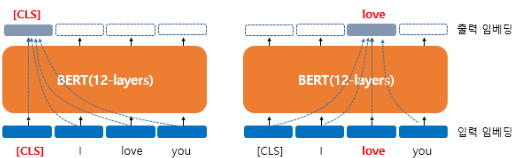 [CLS]
love
출력 임베딩
BERT(12-layers)
BERT(12-layers)
입력 임베딩
[CLS] I love you
[CLS] I love you